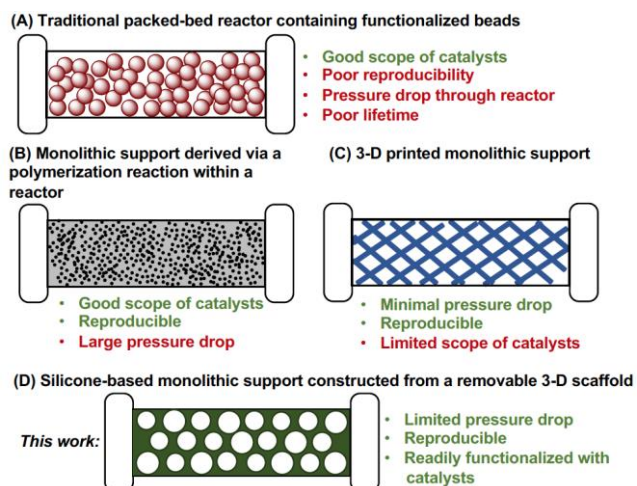 (A) Traditional packed-bed reactor containing functionalized beads
• Good scope of catalysts
• Poor reproducibility
• Pressure drop through reactor
• Poor lifetime
(B) Monolithic support derived via a
polymerization reaction within a
reactor
• Good scope of catalysts
• Reproducible
• Large pressure drop
(C) 3-D printed monolithic support
• Minimal pressure drop
• Reproducible
• Limited scope of catalysts
(D) Silicone-based monolithic support constructed from a removable 3-D scaffold
This work:
• Limited pressure drop
• Reproducible
• Readily functionalized with
catalysts